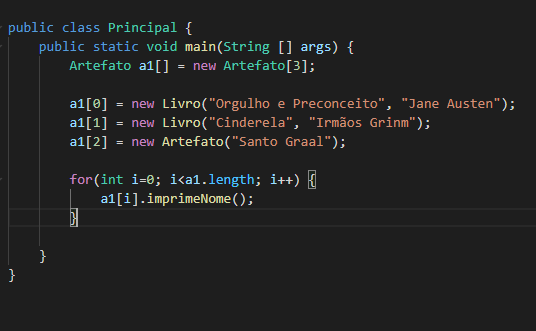 public class Principal {
public static void main(String [] args) {
Artefato a1[] = new Artefato[3];
a1[0] = new Livro("Orgulho e Preconceito", "Jane Austen");
a1[1] = new Livro("Cinderela", "Irmãos Grinm");
a1[2] = new Artefato("Santo Graal");
for(int i=0; i<a1.length; i++) {
a1[i].imprimeNome();
}
}
}